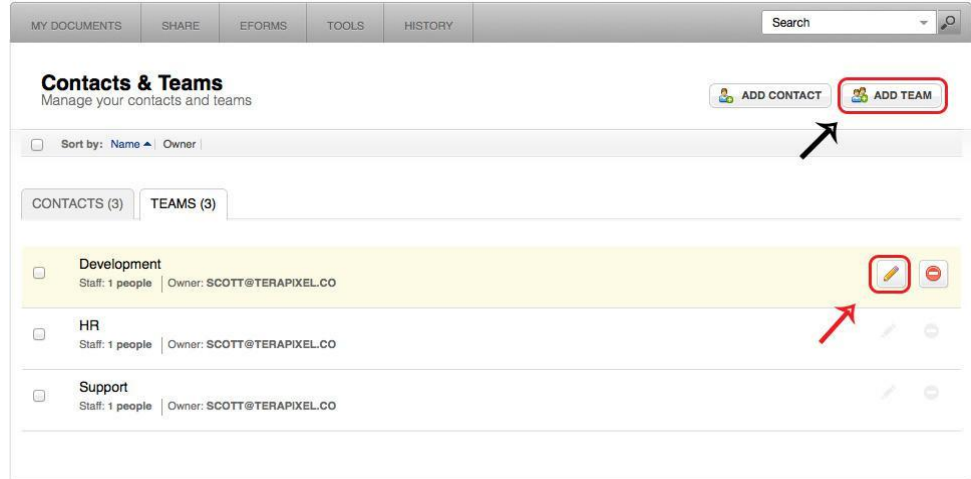 MY DOCUMENTS SHARE EFORMS TOOLS HISTORY Search
Contacts & Teams
Manage your contacts and teams
ADD CONTACT ADD TEAM
Sort by: Name Owner
CONTACTS (3) TEAMS (3)
Development
Staff: 1 people Owner: SCOTT@TERAPIXEL.CO
HR
Staff: 1 people Owner: SCOTT@TERAPIXEL.CO
Support
Staff: 1 people Owner: SCOTT@TERAPIXEL.CO